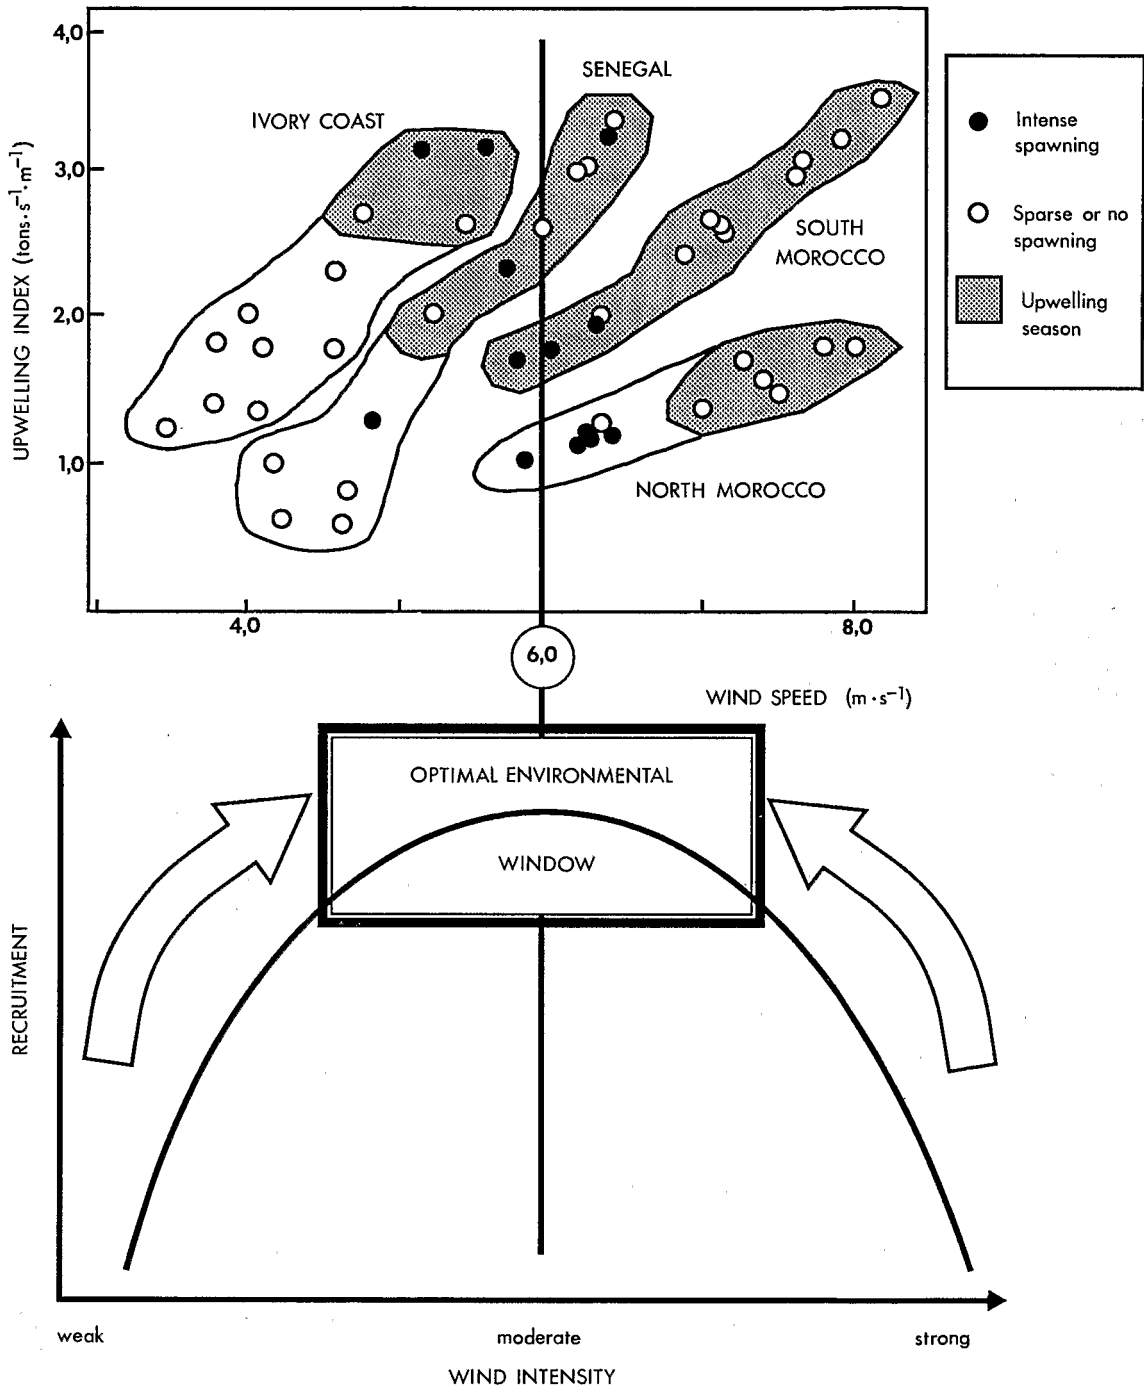 4,0
3,0
2,0
1,0
UPWELLING INDEX (tons·s⁻¹·m⁻¹)
IVORY COAST
SENEGAL
SOUTH
MOROCCO
NORTH MOROCCO
Intense
spawning
Sparse or no
spawning
Upwelling
season
4,0
6,0
8,0
WIND SPEED (m·s⁻¹)
OPTIMAL ENVIRONMENTAL
WINDOW
RECRUITMENT
weak
moderate
strong
WIND INTENSITY